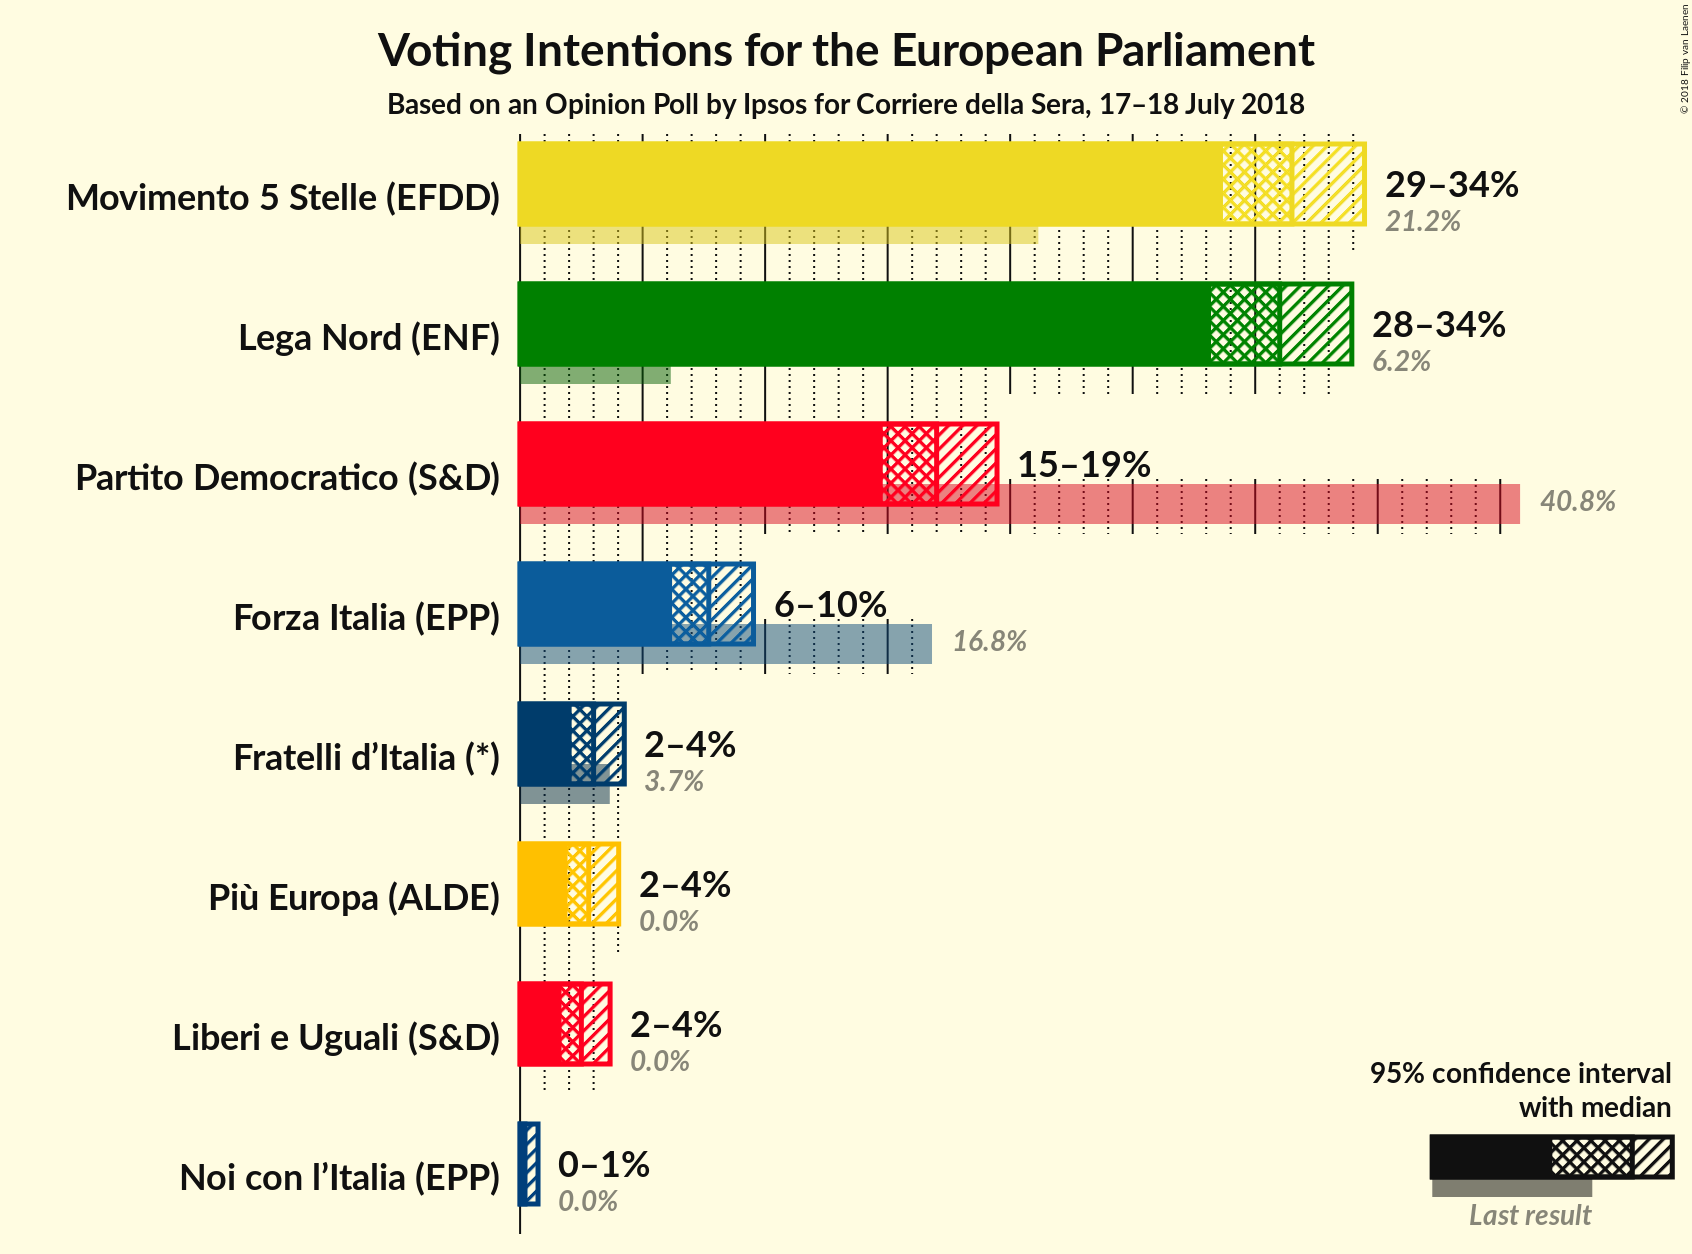 Voting Intentions for the European Parliament
Based on an Opinion Poll by Ipsos for Corriere della Sera, 17–18 July 2018
© 2018 Filip van Laenen
Movimento 5 Stelle (EFDD)
29–34%
21.2%
Lega Nord (ENF)
28–34%
6.2%
Partito Democratico (S&D)
15–19%
40.8%
Forza Italia (EPP)
6–10%
16.8%
Fratelli d’Italia (*)
2–4%
3.7%
Più Europa (ALDE)
2–4%
0.0%
Liberi e Uguali (S&D)
2–4%
0.0%
Noi con l’Italia (EPP)
0–1%
0.0%
95% confidence interval
with median
Last result